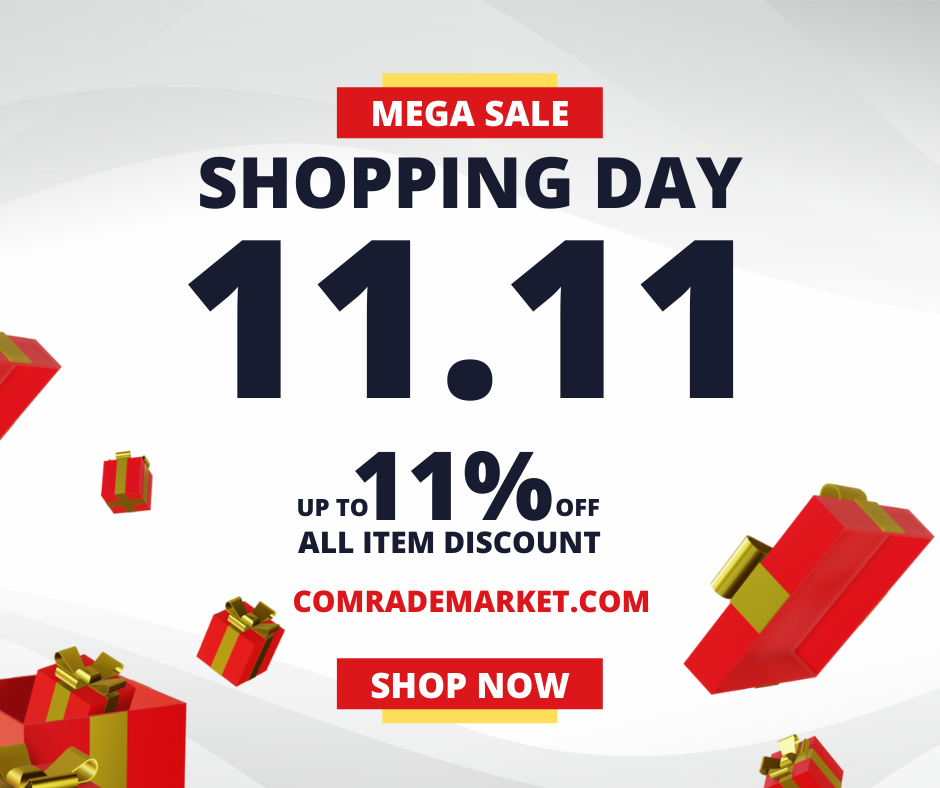 MEGA SALE
SHOPPING DAY
11.11
UP TO 11% OFF
ALL ITEM DISCOUNT
COMRADEMARKET.COM
SHOP NOW